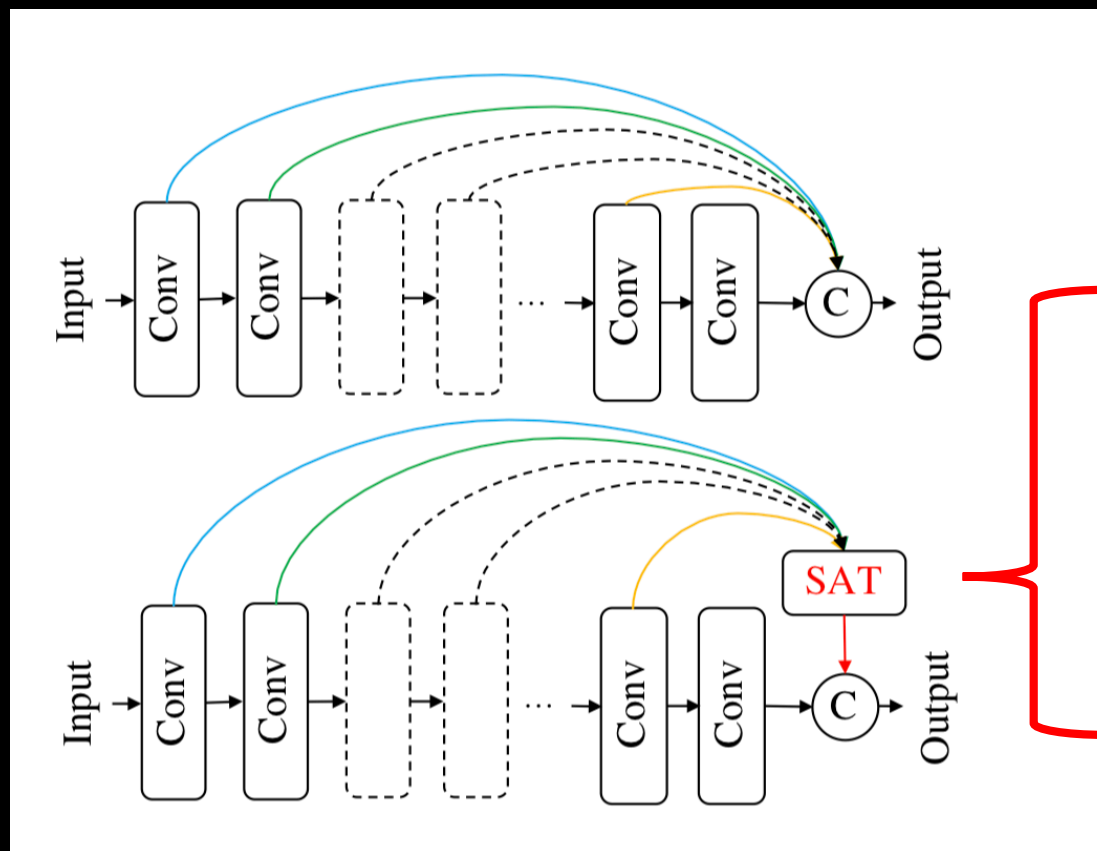 Input
Conv
Conv
...
Conv
Conv
C
Output
SAT
Input
Conv
Conv
...
Conv
Conv
C
Output